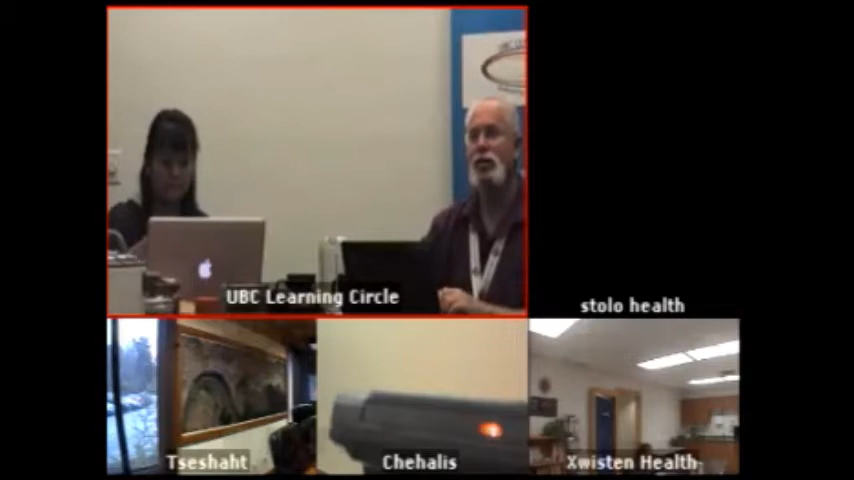 UBC Learning Circle
stolo health
Tseshaht
Chehalis
Xwisten Health